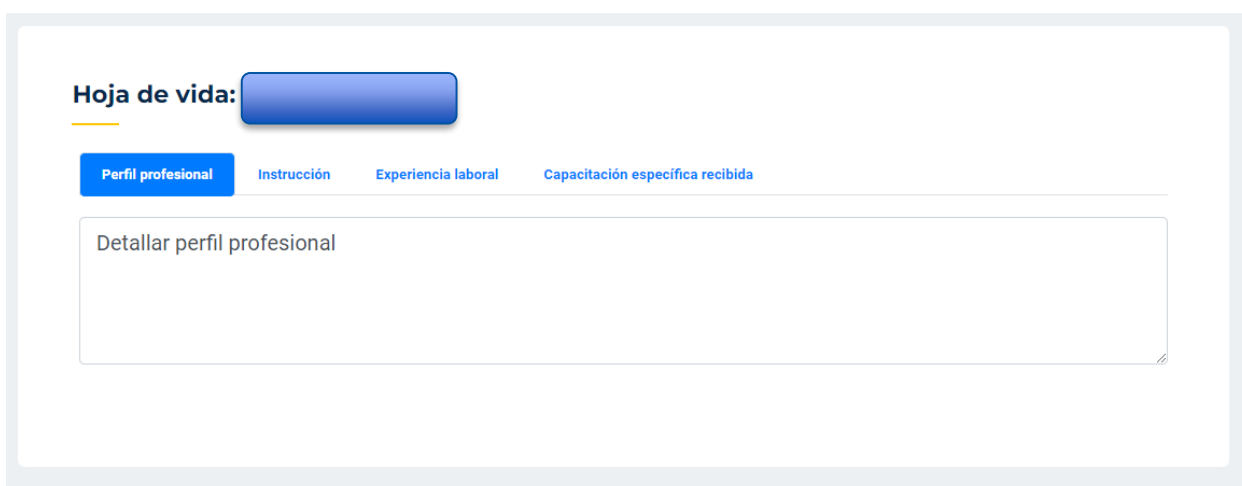 Hoja de vida:
Perfil profesional Instrucción Experiencia laboral Capacitación específica recibida
Detallar perfil profesional